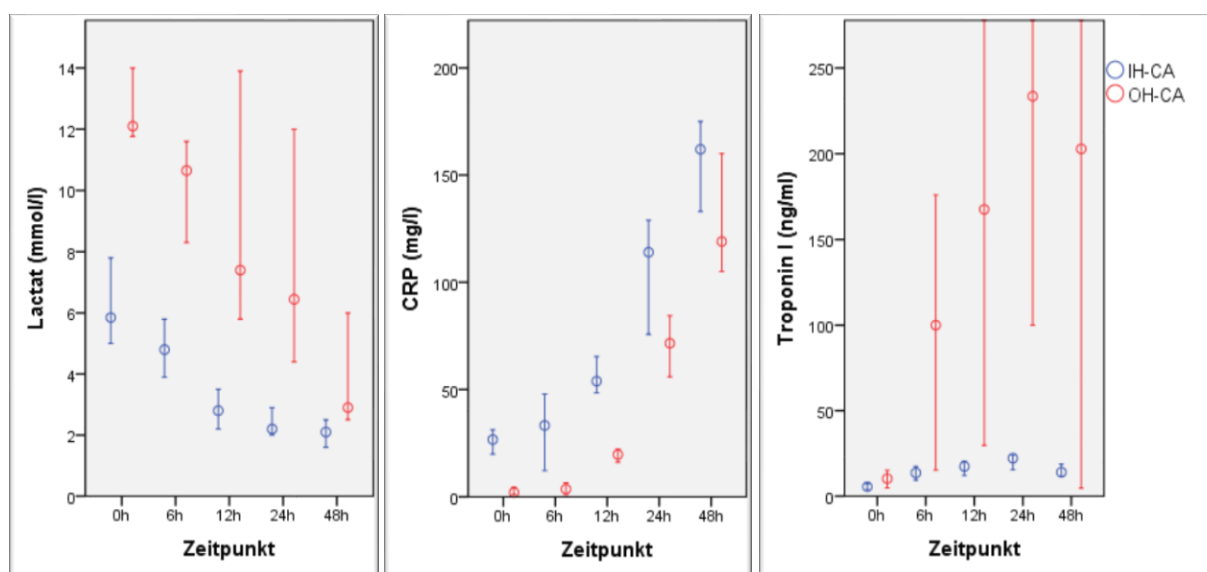 Lactat (mmol/l)
14
12
10
8
6
4
2
0
0h 6h 12h 24h 48h
Zeitpunkt
CRP (mg/l)
200
150
100
50
0
0h 6h 12h 24h 48h
Zeitpunkt
Troponin I (ng/ml)
250
200
150
100
50
0
0h 6h 12h 24h 48h
Zeitpunkt
IH-CA
OH-CA